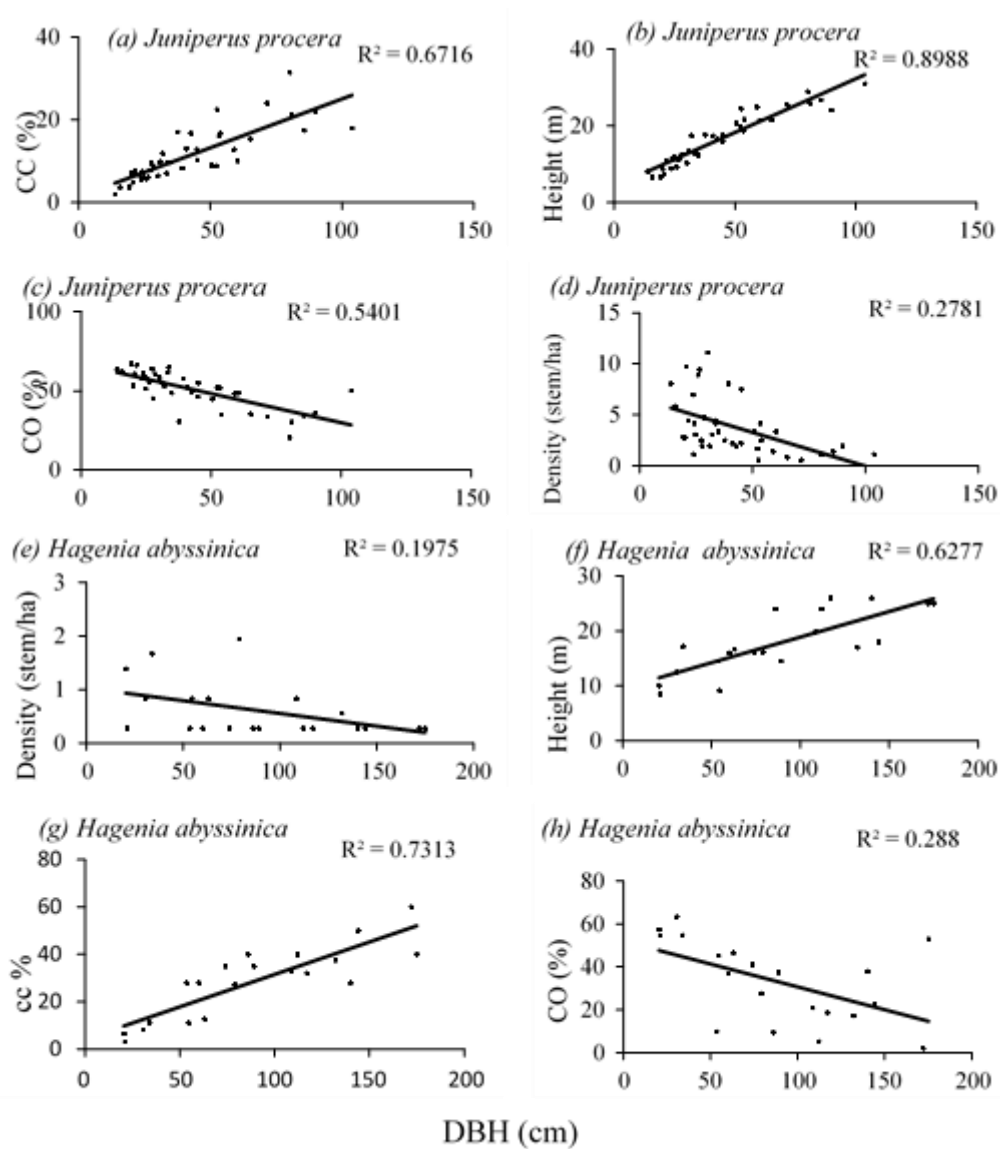 (a) Juniperus procera
R² = 0.6716
CC (%)
40
20
0
0 50 100 150
(b) Juniperus procera
R² = 0.8988
Height (m)
40
20
0
0 50 100 150
(c) Juniperus procera
R² = 0.5401
CO (%)
100
50
0
0 50 100 150
(d) Juniperus procera
R² = 0.2781
Density (stem/ha)
15
10
5
0
0 50 100 150
(e) Hagenia abyssinica
R² = 0.1975
Density (stem/ha)
3
2
1
0
0 50 100 150 200
(f) Hagenia abyssinica
R² = 0.6277
Height (m)
30
20
10
0
0 50 100 150 200
(g) Hagenia abyssinica
R² = 0.7313
cc %
80
60
40
20
0
0 50 100 150 200
(h) Hagenia abyssinica
R² = 0.288
CO (%)
80
60
40
20
0
0 50 100 150 200
DBH (cm)